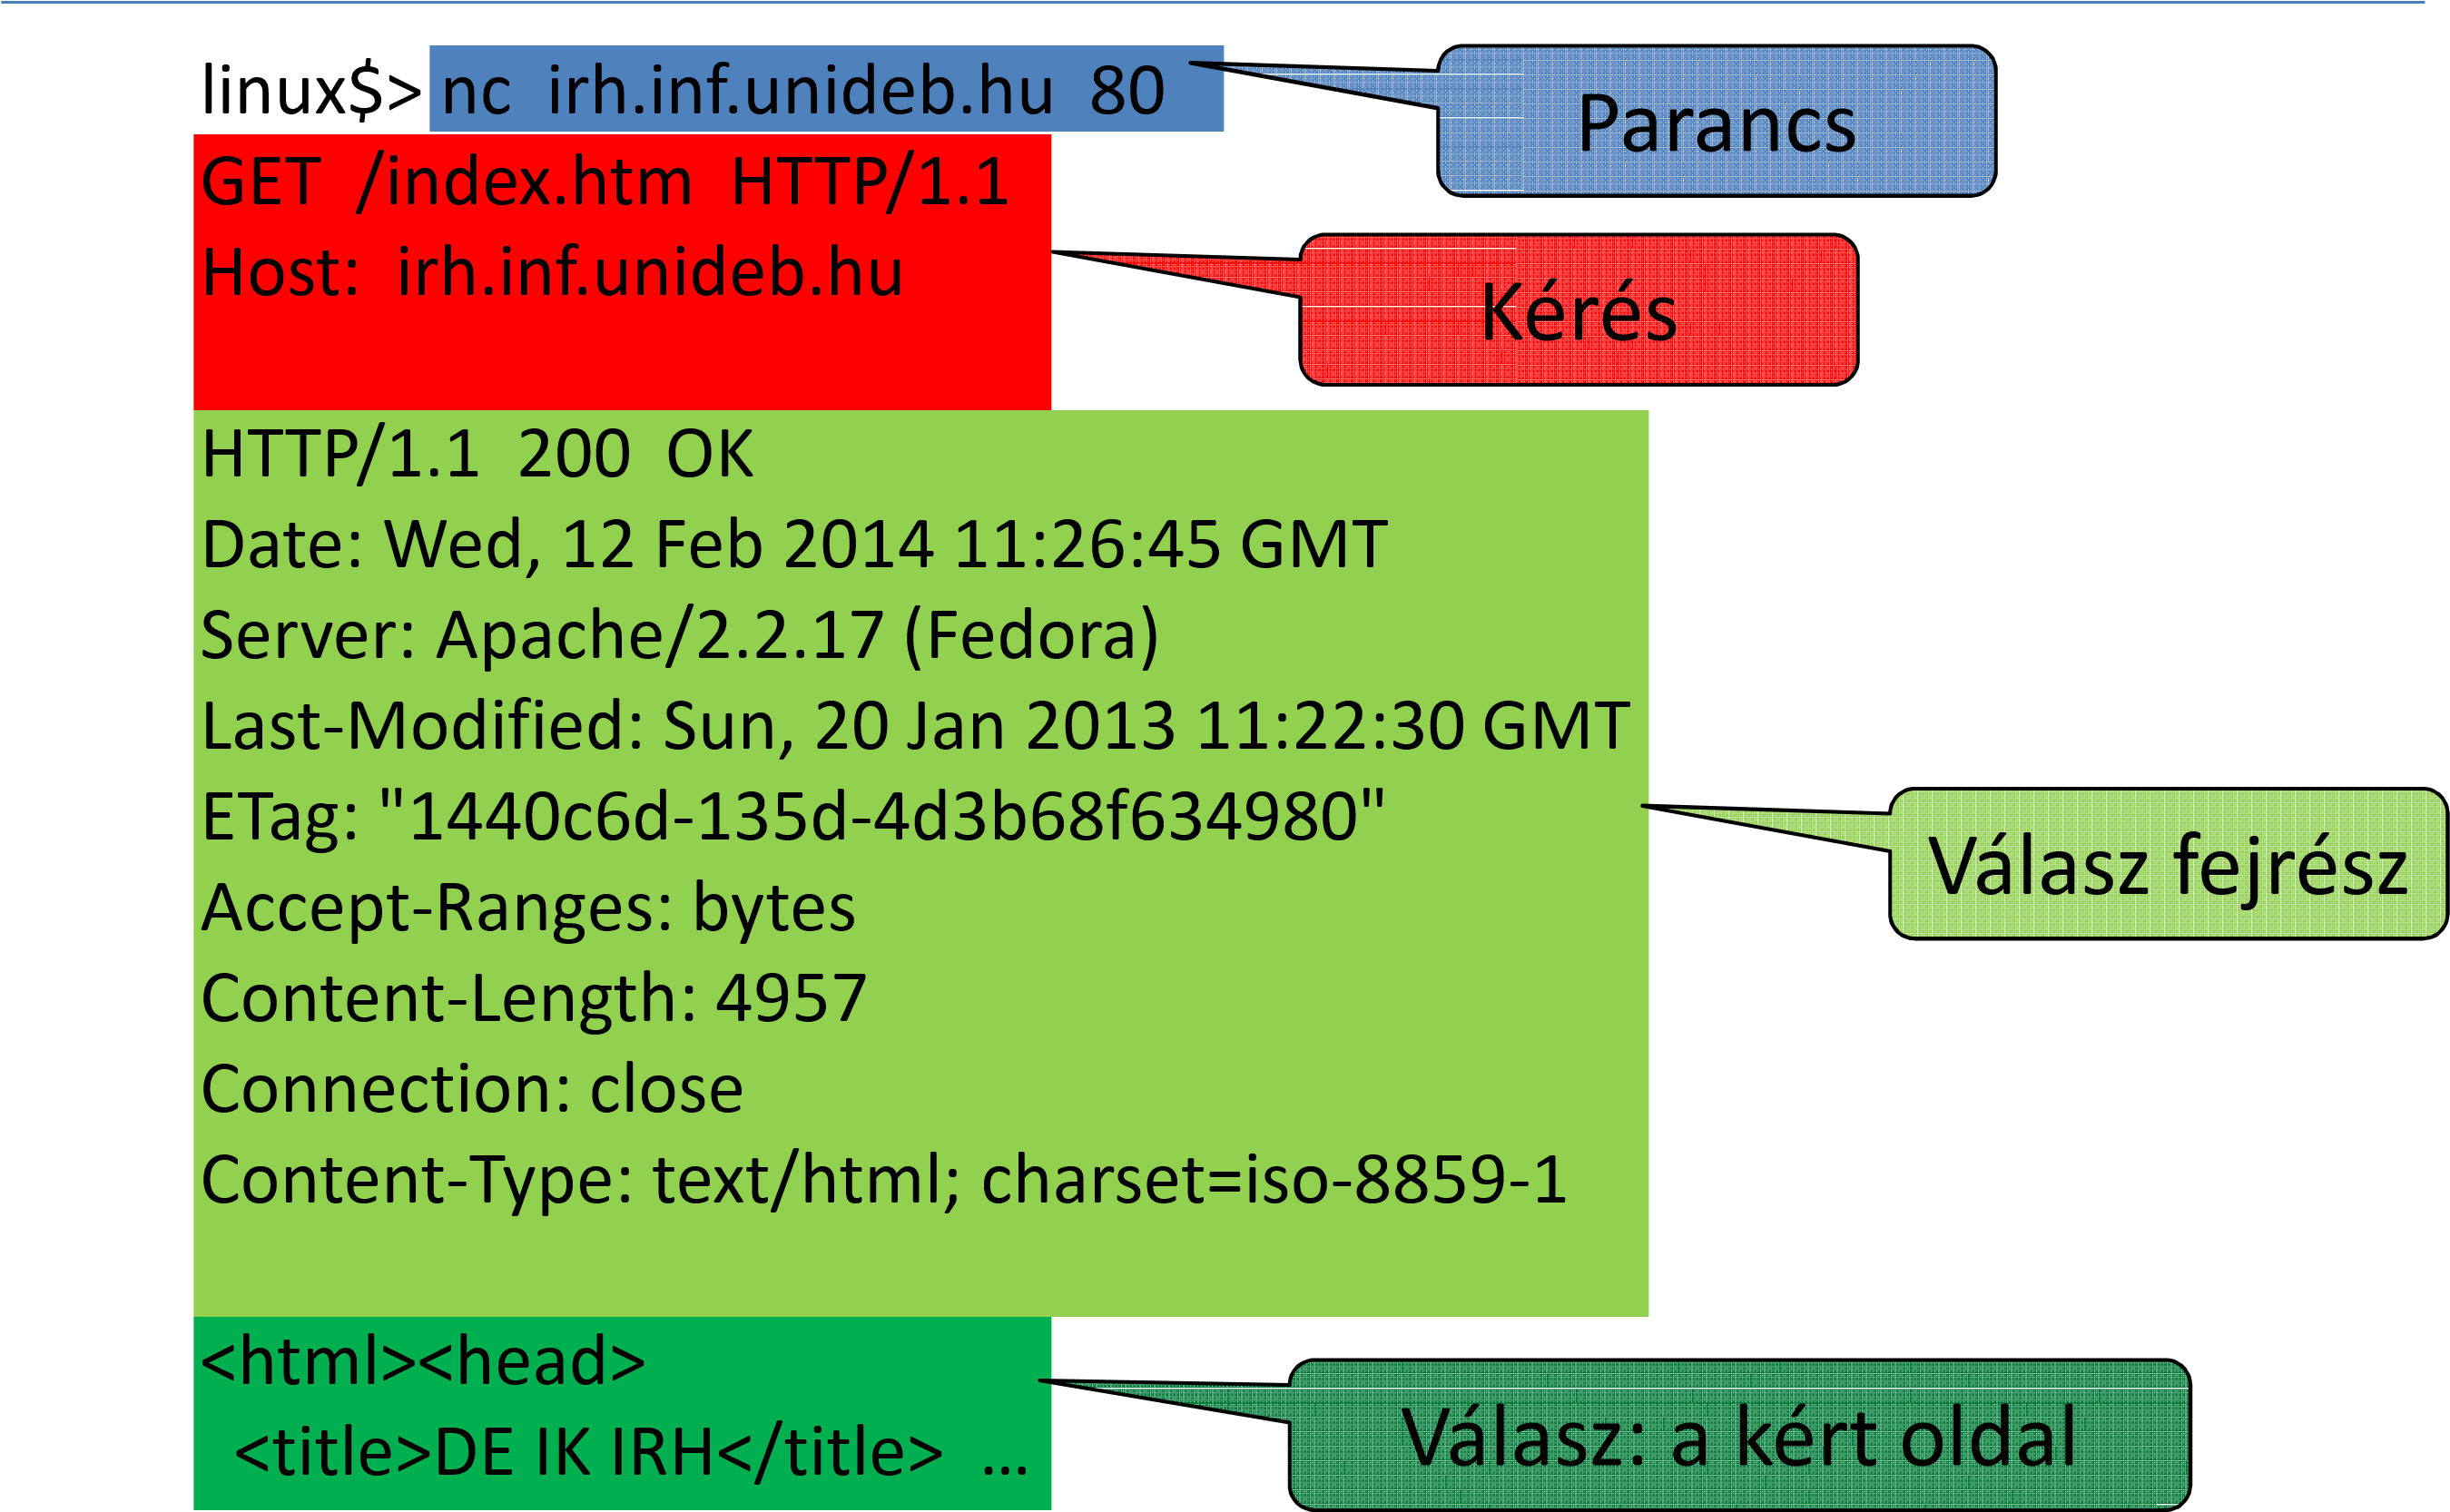 linux$> nc irh.inf.unideb.hu 80
Parancs
GET /index.htm HTTP/1.1
Host: irh.inf.unideb.hu
Kérés
HTTP/1.1 200 OK
Date: Wed, 12 Feb 2014 11:26:45 GMT
Server: Apache/2.2.17 (Fedora)
Last-Modified: Sun, 20 Jan 2013 11:22:30 GMT
ETag: "1440c6d-135d-4d3b68f634980"
Accept-Ranges: bytes
Content-Length: 4957
Connection: close
Content-Type: text/html; charset=iso-8859-1
Válasz fejrész
<html><head>
<title>DE IK IRH</title> ...
Válasz: a kért oldal